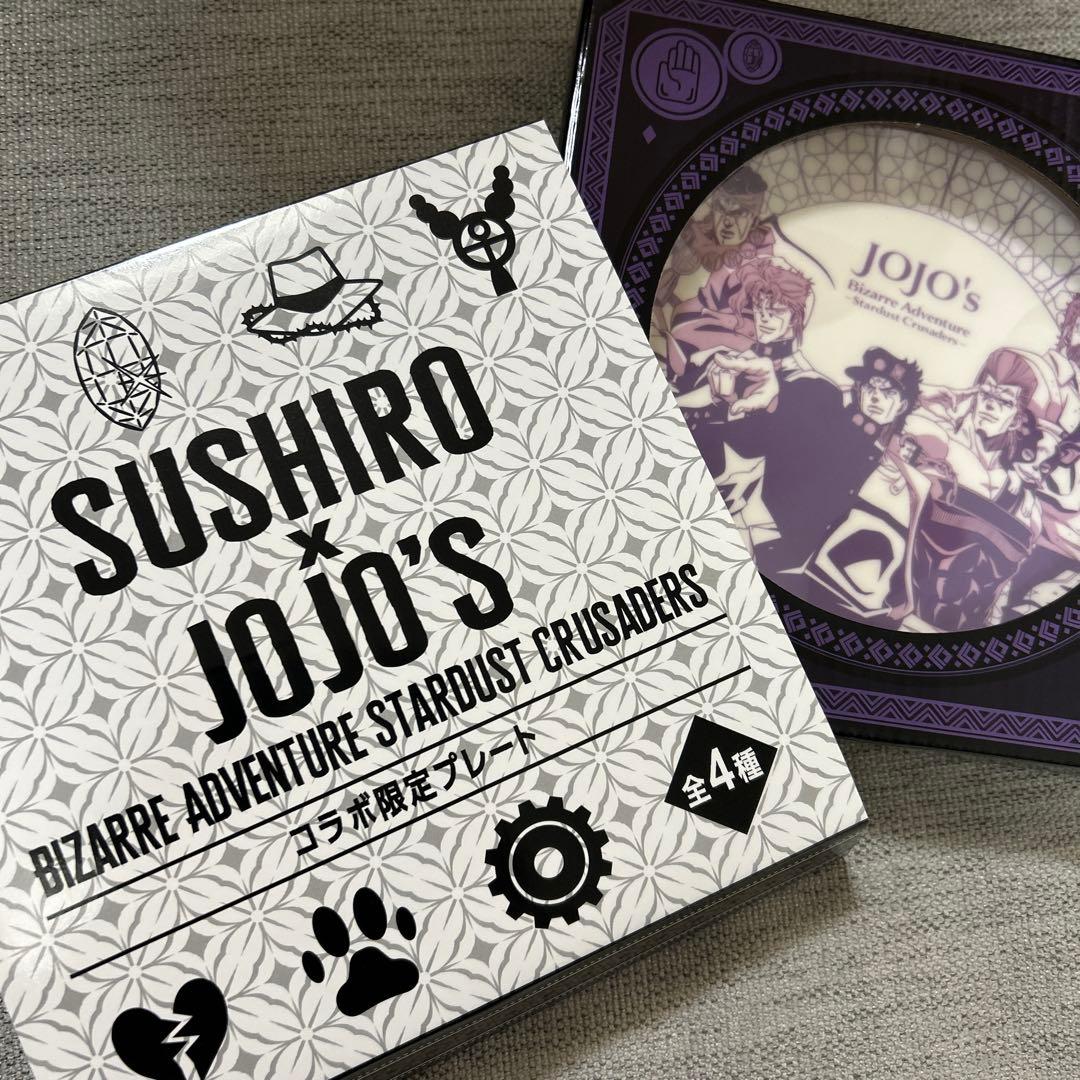 SUSHIRO
×
JOJO'S
BIZARRE ADVENTURE STARDUST CRUSADERS
コラボ限定プレート
全4種
JOJO's
Bizarre Adventure
-Stardust Crusaders-